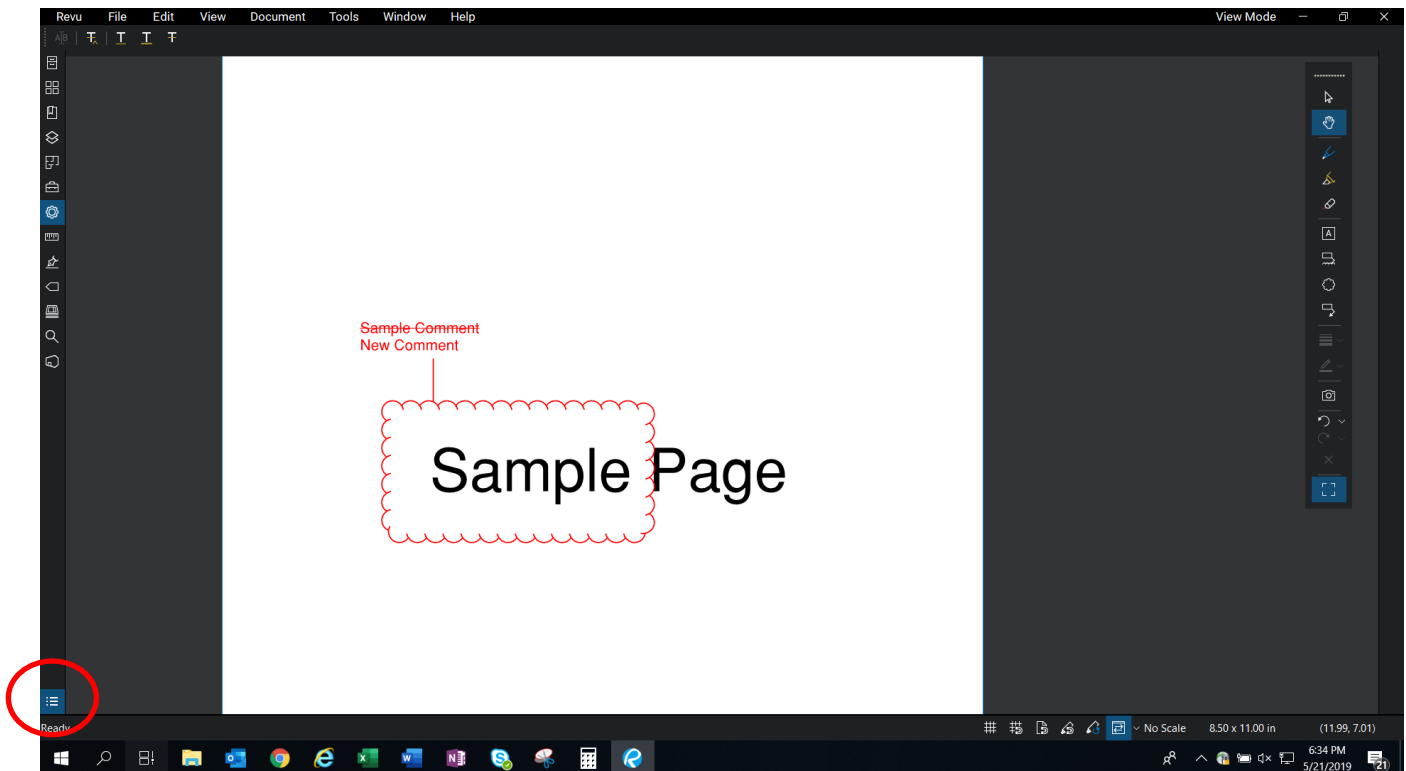 Revu File Edit View Document Tools Window Help View Mode
Sample Comment
New Comment
Sample Page
Ready No Scale 8.50 x 11.00 in (11.99, 7.01)
6:34 PM
5/21/2019 21